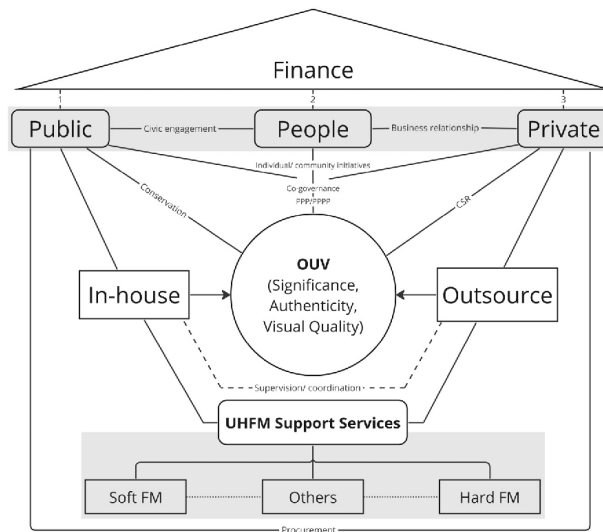 Finance
1 2 3
Public Civic engagement People Business relationship Private
Individual/ community initiatives
Conservation Co-governance CSR
PPP/PPPP
OUV
(Significance,
Authenticity,
Visual Quality)
In-house Outsource
Supervision/ coordination
UHFM Support Services
Soft FM Others Hard FM
Procurement